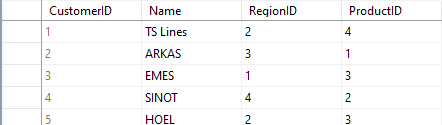 CustomerID Name RegionID ProductID
1 TS Lines 2 4
2 ARKAS 3 1
3 EMES 1 3
4 SINOT 4 2
5 HOEL 2 3